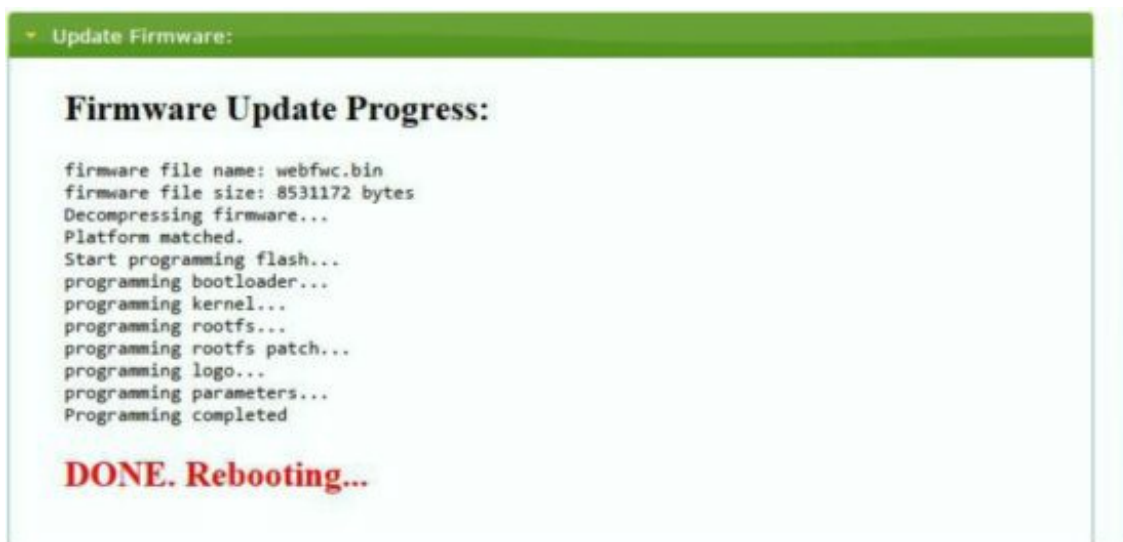 Update Firmware:
Firmware Update Progress:
firmware file name: webfwc.bin
firmware file size: 8531172 bytes
Decompressing firmware...
Platform matched.
Start programming flash...
programming bootloader...
programming kernel...
programming rootfs...
programming rootfs patch...
programming logo...
programming parameters...
Programming completed
DONE. Rebooting...